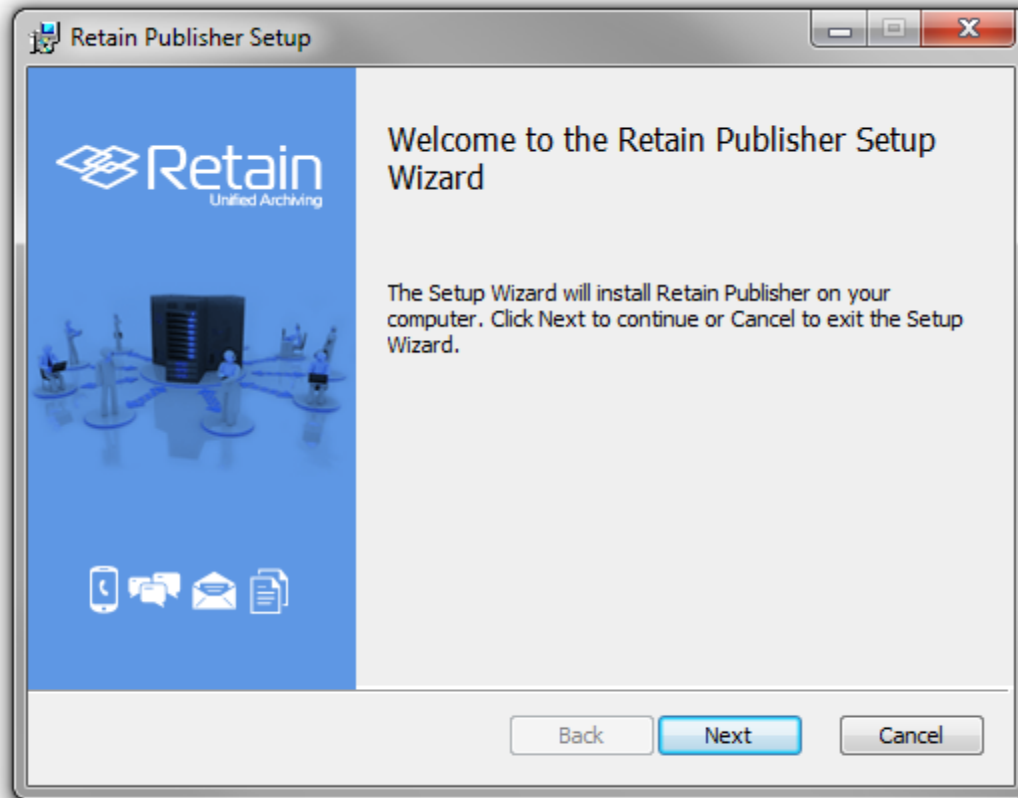 Retain Publisher Setup
Retain
Unified Archiving
Welcome to the Retain Publisher Setup
Wizard
The Setup Wizard will install Retain Publisher on your
computer. Click Next to continue or Cancel to exit the Setup
Wizard.
Back
Next
Cancel